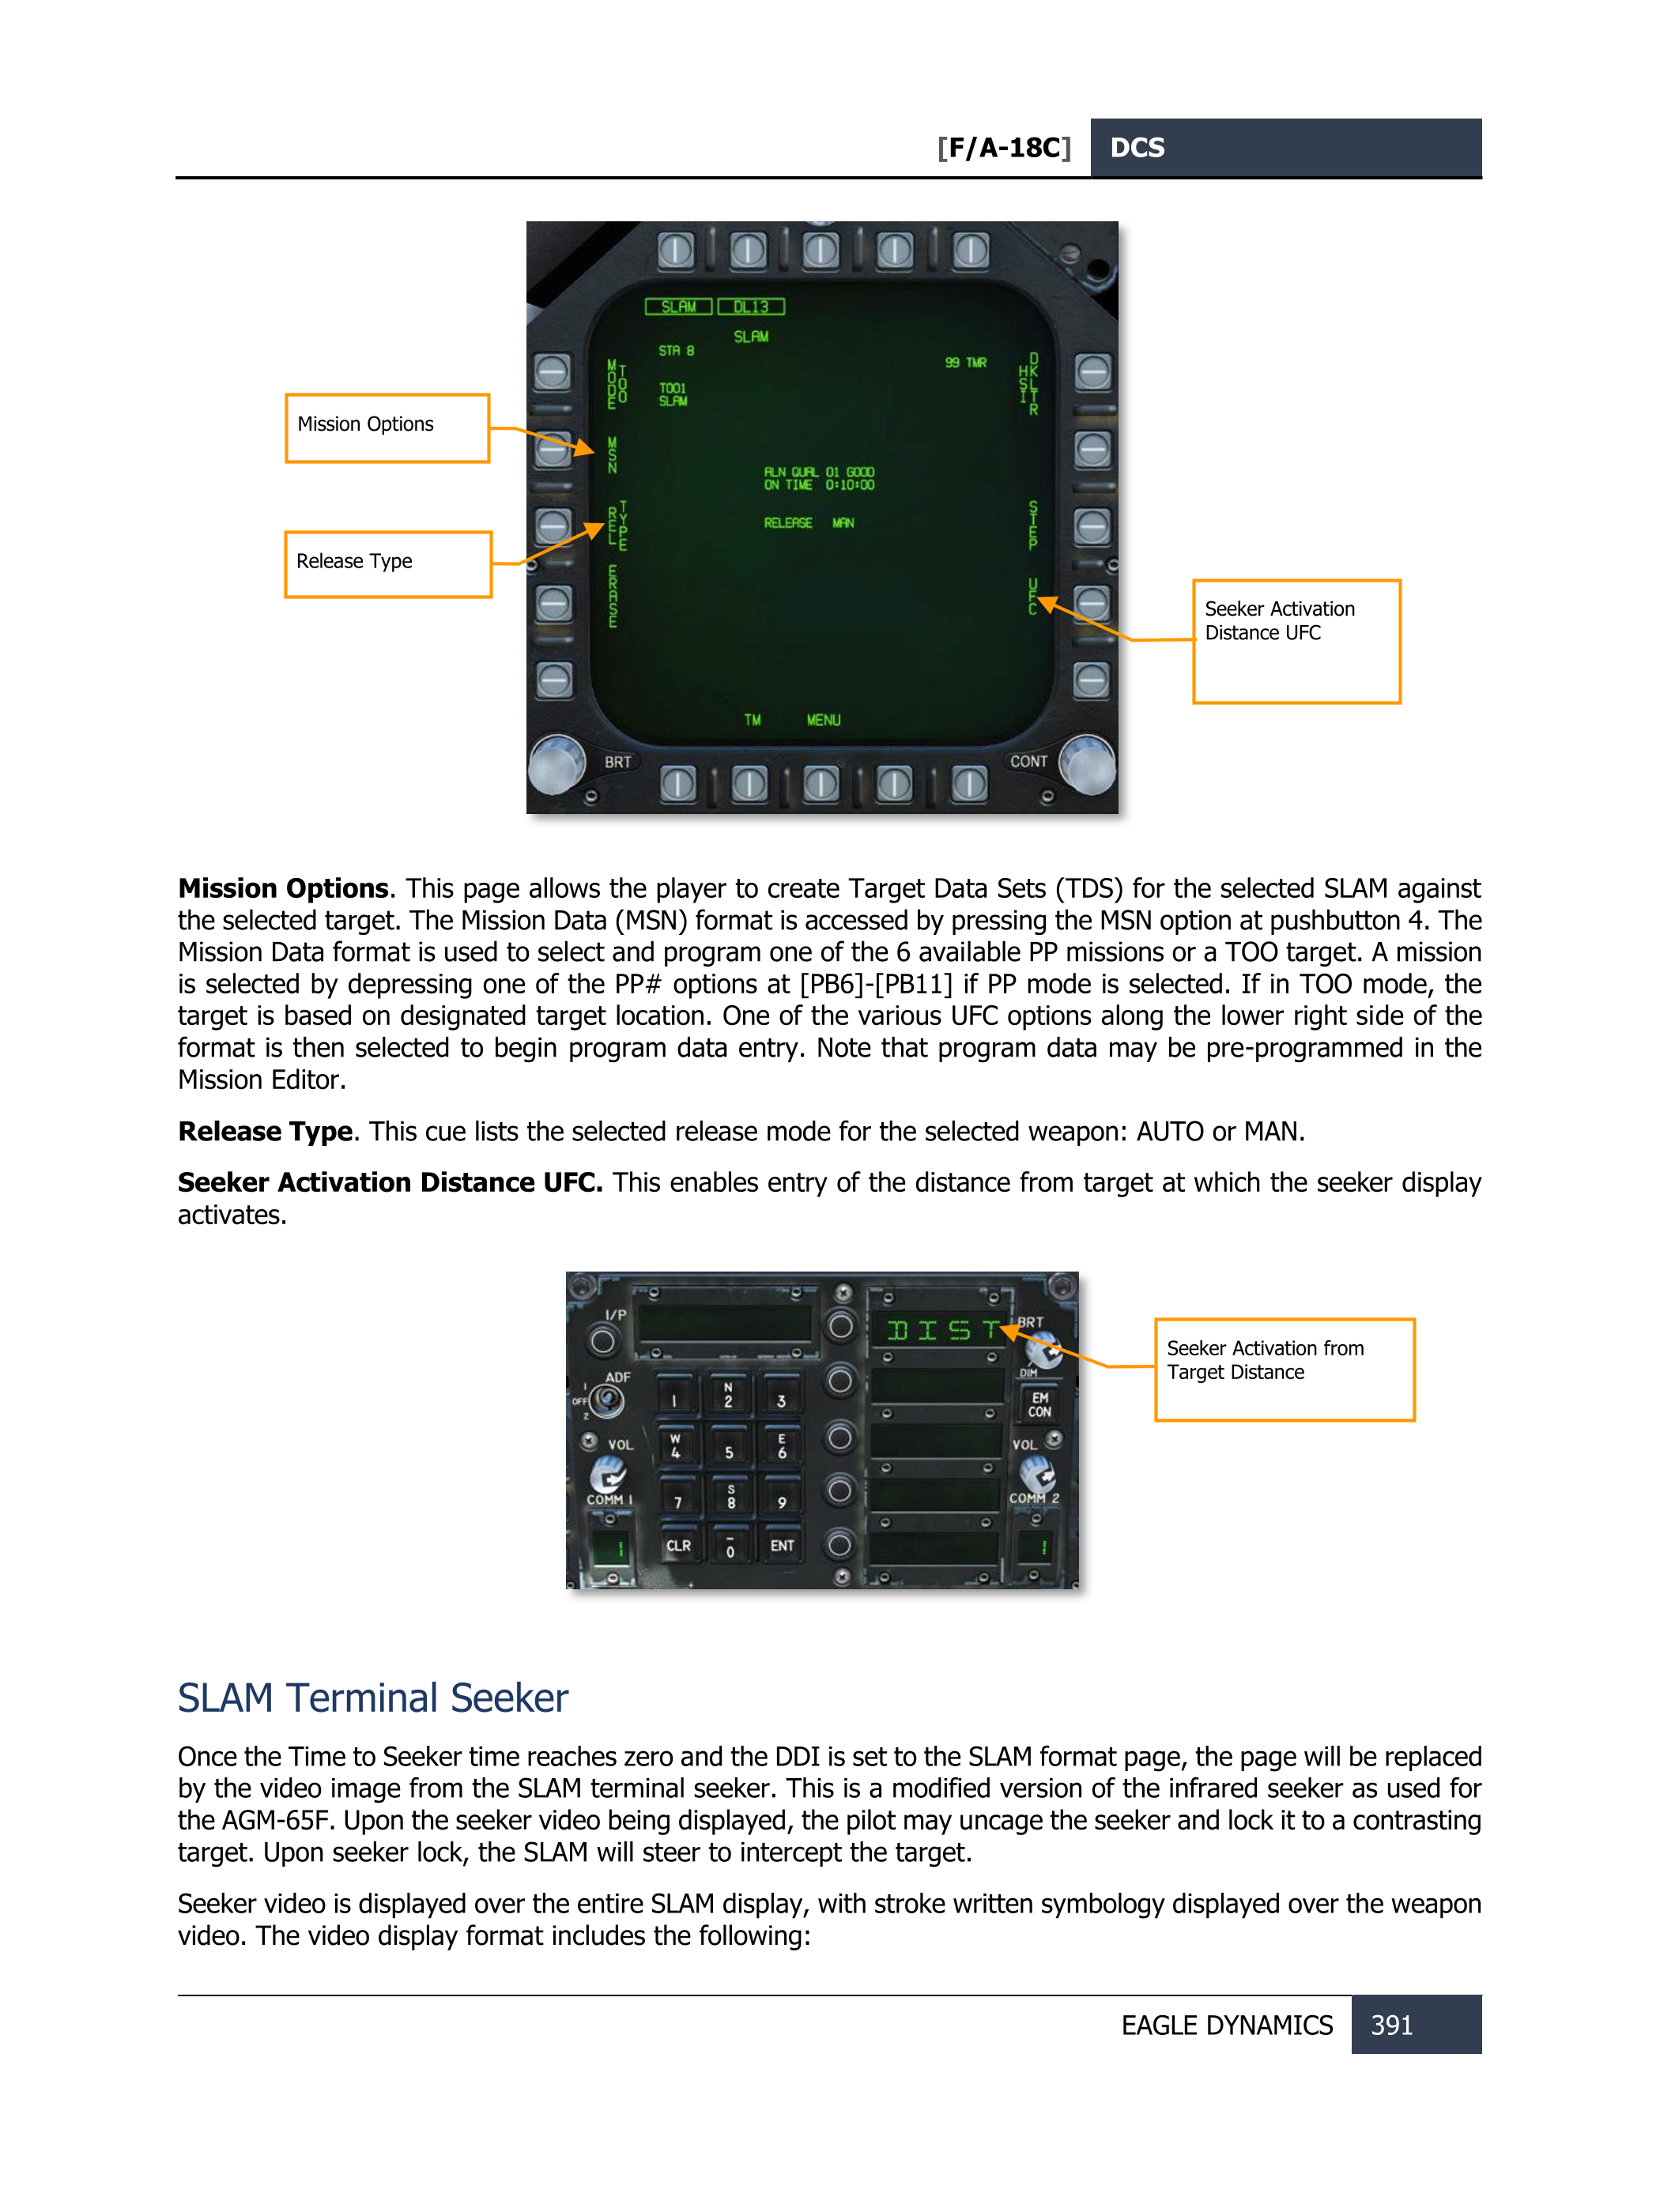 [F/A-18C] DCS
SLAM DL13
SLAM
STA 8
99 TMR
MODE
TOO
HSI
DKLTR
TOO1
SLAM
Mission Options
MSN
ALN QUAL 01 GOOD
ON TIME 0:10:00
REL
TYPE
RELEASE MAN
STEP
Release Type
ERASE
UFC
Seeker Activation
Distance UFC
TM MENU
BRT
CONT
Mission Options. This page allows the player to create Target Data Sets (TDS) for the selected SLAM against
the selected target. The Mission Data (MSN) format is accessed by pressing the MSN option at pushbutton 4. The
Mission Data format is used to select and program one of the 6 available PP missions or a TOO target. A mission
is selected by depressing one of the PP# options at [PB6]-[PB11] if PP mode is selected. If in TOO mode, the
target is based on designated target location. One of the various UFC options along the lower right side of the
format is then selected to begin program data entry. Note that program data may be pre-programmed in the
Mission Editor.
Release Type. This cue lists the selected release mode for the selected weapon: AUTO or MAN.
Seeker Activation Distance UFC. This enables entry of the distance from target at which the seeker display
activates.
I/P
DIST
BRT
DIM
Seeker Activation from
Target Distance
ADF
1
OFF
2
1
N
2
3
EM
CON
VOL
W
4
5
E
6
VOL
COMM 1
7
S
8
9
COMM 2
1
CLR
-
0
ENT
1
SLAM Terminal Seeker
Once the Time to Seeker time reaches zero and the DDI is set to the SLAM format page, the page will be replaced
by the video image from the SLAM terminal seeker. This is a modified version of the infrared seeker as used for
the AGM-65F. Upon the seeker video being displayed, the pilot may uncage the seeker and lock it to a contrasting
target. Upon seeker lock, the SLAM will steer to intercept the target.
Seeker video is displayed over the entire SLAM display, with stroke written symbology displayed over the weapon
video. The video display format includes the following:
EAGLE DYNAMICS 391